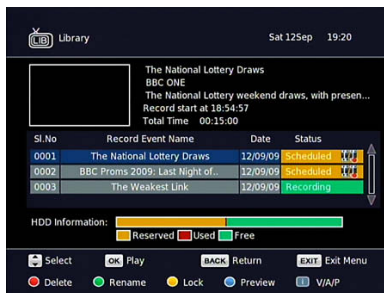 LIB Library Sat 12Sep 19:20
The National Lottery Draws
BBC ONE
The National Lottery weekend draws, with presen...
Record start at 18:54:57
Total Time 00:15:00
Sl.No Record Event Name Date Status
0001 The National Lottery Draws 12/09/09 Scheduled
0002 BBC Proms 2009: Last Night of.. 12/09/09 Scheduled
0003 The Weakest Link 12/09/09 Recording
HDD Information:
Reserved Used Free
Select OK Play BACK Return EXIT Exit Menu
Delete Rename Lock Preview V/A/P